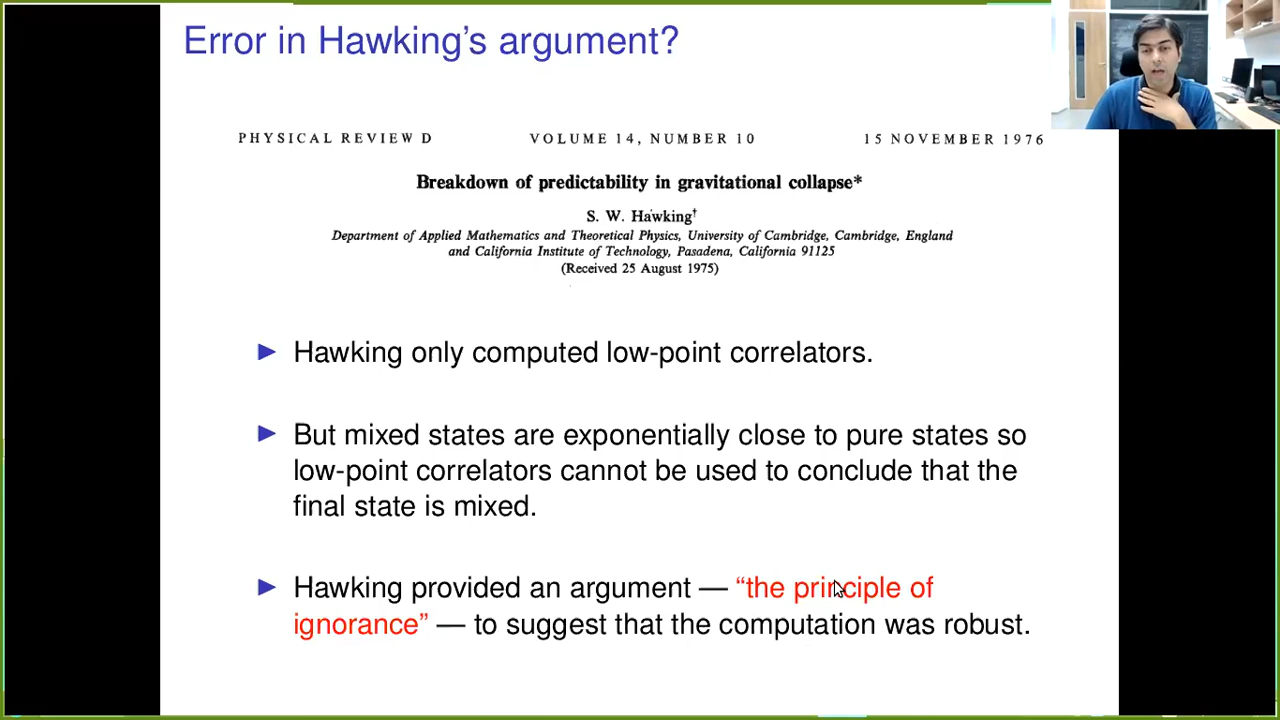 Error in Hawking's argument?
PHYSICAL REVIEW D VOLUME 14, NUMBER 10 15 NOVEMBER 1976
Breakdown of predictability in gravitational collapse*
S. W. Hawking†
Department of Applied Mathematics and Theoretical Physics, University of Cambridge, Cambridge, England
and California Institute of Technology, Pasadena, California 91125
(Received 25 August 1975)
► Hawking only computed low-point correlators.
► But mixed states are exponentially close to pure states so
low-point correlators cannot be used to conclude that the
final state is mixed.
► Hawking provided an argument — “the principle of
ignorance” — to suggest that the computation was robust.